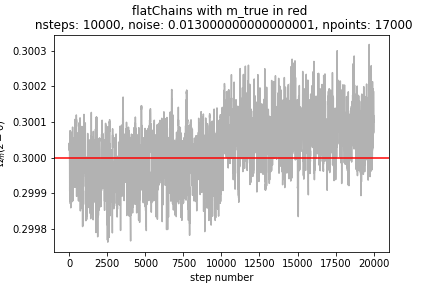 flatChains with m_true in red
nsteps: 10000, noise: 0.013000000000000001, npoints: 17000
0.3003
0.3002
0.3001
0.3000
0.2999
0.2998
0 2500 5000 7500 10000 12500 15000 17500 20000
step number